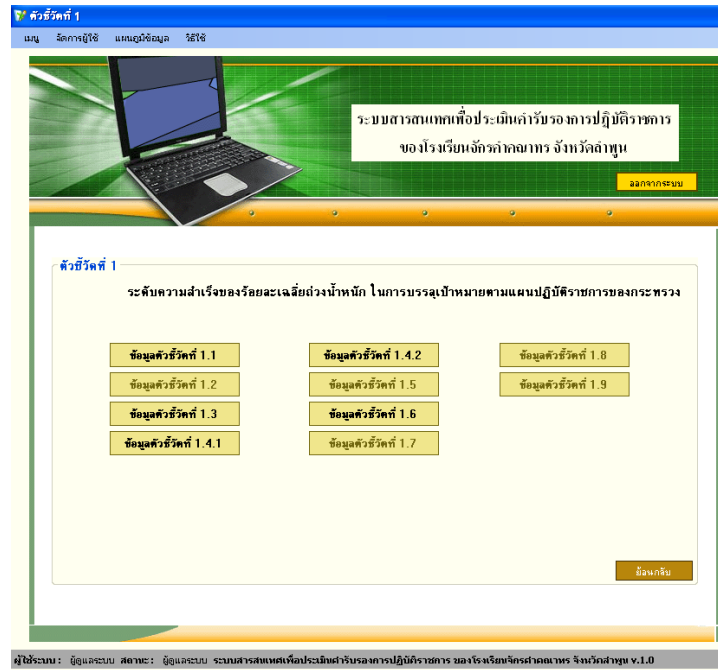 ตัวชี้วัดที่ 1
เมนู จัดการผู้ใช้ แผนภูมิข้อมูล วิธีใช้
ระบบสารสนเทศเพื่อประเมินคำรับรองการปฏิบัติราชการ
ของโรงเรียนจักรคำคณาทร จังหวัดลำพูน
ออกจากระบบ
ตัวชี้วัดที่ 1
ระดับความสำเร็จของร้อยละเฉลี่ยถ่วงน้ำหนัก ในการบรรลุเป้าหมายตามแผนปฏิบัติราชการของกระทรวง
ข้อมูลตัวชี้วัดที่ 1.1 ข้อมูลตัวชี้วัดที่ 1.4.2 ข้อมูลตัวชี้วัดที่ 1.8
ข้อมูลตัวชี้วัดที่ 1.2 ข้อมูลตัวชี้วัดที่ 1.5 ข้อมูลตัวชี้วัดที่ 1.9
ข้อมูลตัวชี้วัดที่ 1.3 ข้อมูลตัวชี้วัดที่ 1.6
ข้อมูลตัวชี้วัดที่ 1.4.1 ข้อมูลตัวชี้วัดที่ 1.7
ย้อนกลับ
ผู้ใช้ระบบ : ผู้ดูแลระบบ สถานะ : ผู้ดูแลระบบ ระบบสารสนเทศเพื่อประเมินคำรับรองการปฏิบัติราชการ ของโรงเรียนจักรคำคณาทร จังหวัดลำพูน v.1.0